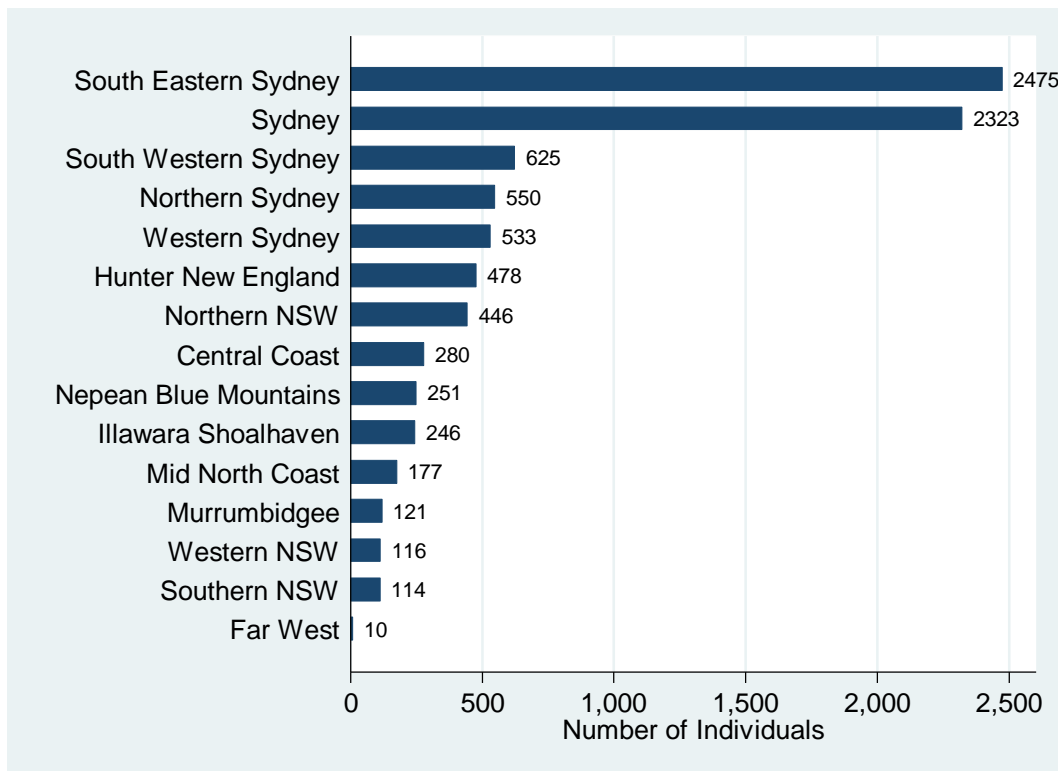 South Eastern Sydney 2475
Sydney 2323
South Western Sydney 625
Northern Sydney 550
Western Sydney 533
Hunter New England 478
Northern NSW 446
Central Coast 280
Nepean Blue Mountains 251
Illawara Shoalhaven 246
Mid North Coast 177
Murrumbidgee 121
Western NSW 116
Southern NSW 114
Far West 10
0 500 1,000 1,500 2,000 2,500
Number of Individuals